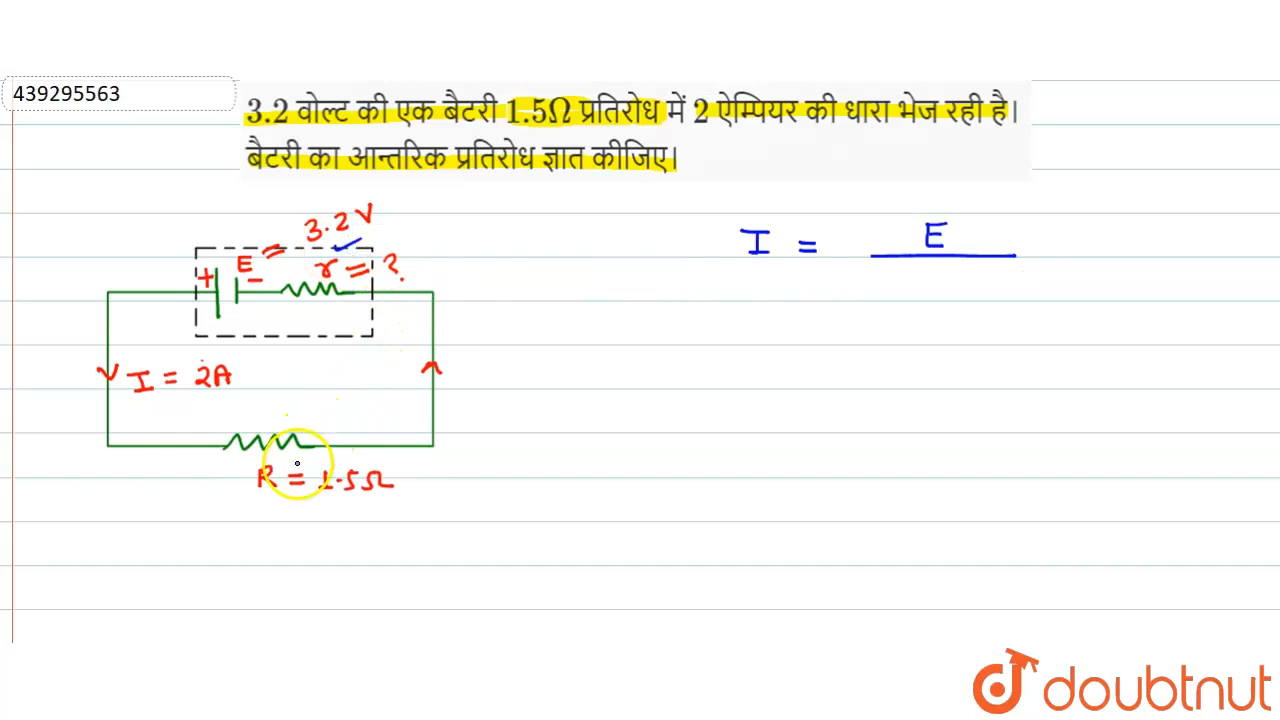 439295563
3.2 वोल्ट की एक बैटरी 1.5Ω प्रतिरोध में 2 ऐम्पियर की धारा भेज रही है।
बैटरी का आन्तरिक प्रतिरोध ज्ञात कीजिए।
3.2 V
E =
r = ?
+
−
I = 2A
R = 1.5Ω
I = E
doubtnut